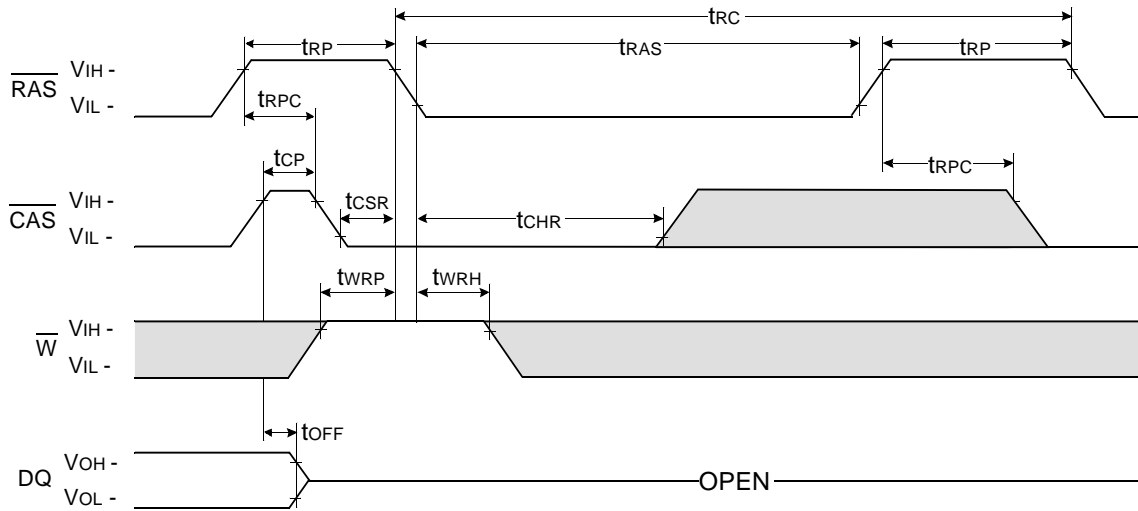 tRC
tRP tRAS tRP
RAS VIH -
VIL -
tRPC
tCP tRPC
CAS VIH -
VIL -
tCSR tCHR
tWRP tWRH
W VIH -
VIL -
tOFF
DQ VOH -
VOL -
OPEN